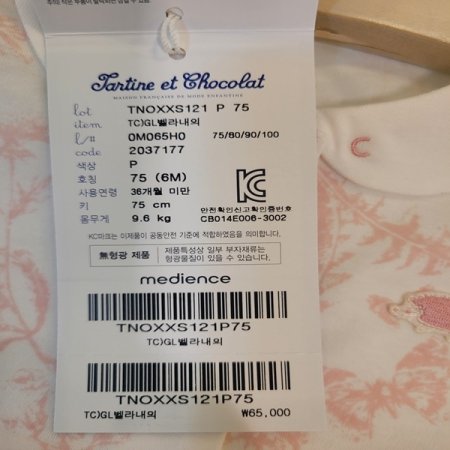 Tartine et Chocolat
MAISON FRANÇAISE DE MODE ENFANTINE
lot TNOXXS121 P 75
item TC)GL벨라내의
l/# 0M065H0 75/80/90/100
code 2037177
색상 P
호칭 75 (6M)
사용연령 36개월 미만
키 75 cm
몸무게 9.6 kg
KC
안전확인신고확인증번호
CB014E006-3002
KC마크는 이제품이 공통안전 기준에 적합하였음을 의미합니다.
無형광 제품
제품특성상 일부 부자재류는
형광물질이 있을 수 있습니다.
medience
TNOXXS121P75
TC)GL벨라내의
TNOXXS121P75
TC)GL벨라내의 ₩65,000